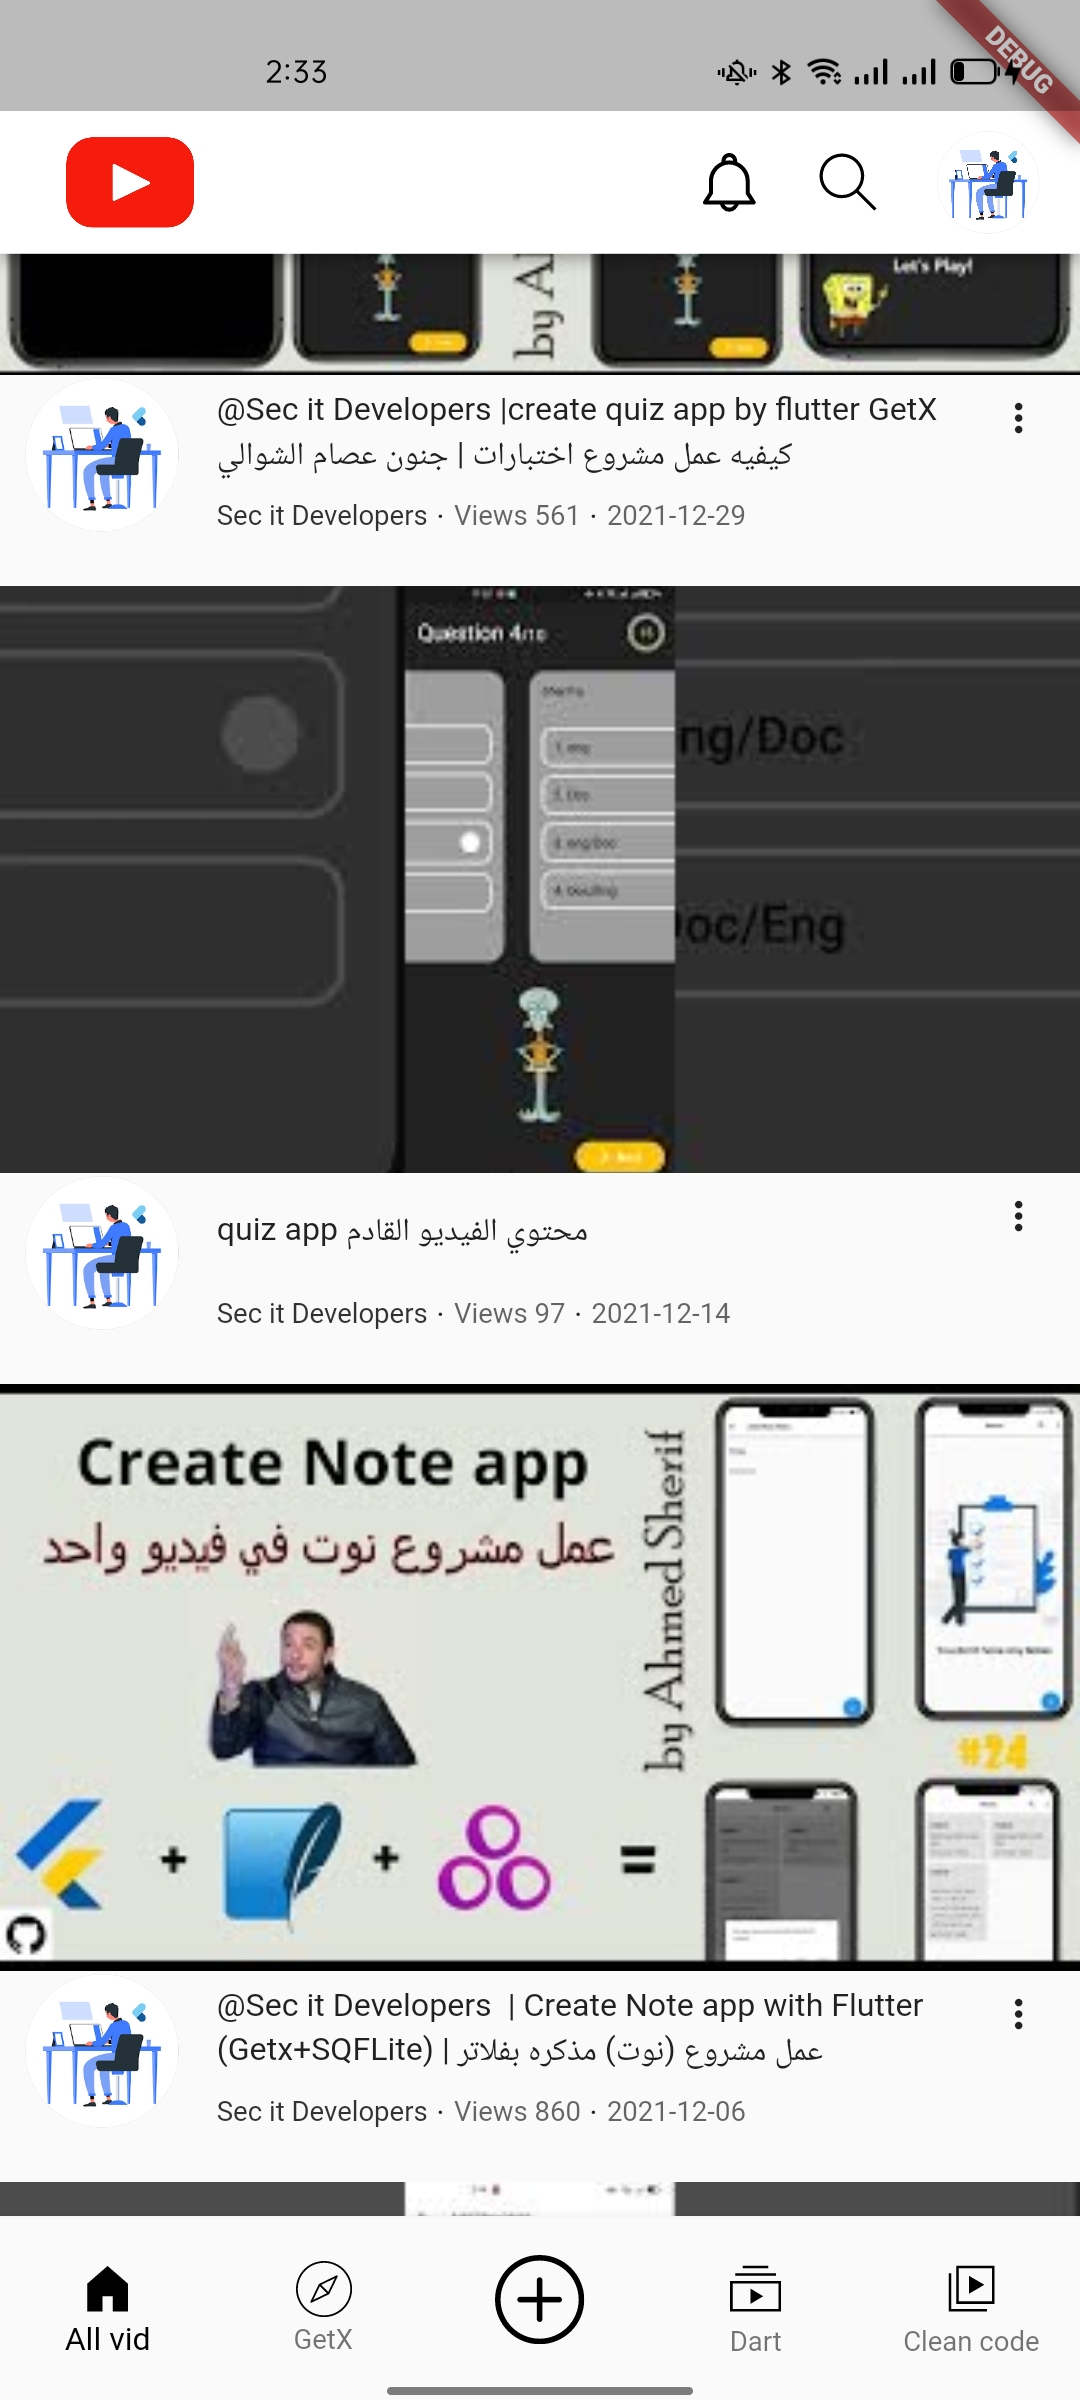 2:33
DEBUG
by A
Let's Play!
@Sec it Developers |create quiz app by flutter GetX
كيفيه عمل مشروع اختبارات | جنون عصام الشوالي
Sec it Developers · Views 561 · 2021-12-29
Question 4/10
ng/Doc
oc/Eng
quiz app محتوي الفيديو القادم
Sec it Developers · Views 97 · 2021-12-14
Create Note app
عمل مشروع نوت في فيديو واحد
by Ahmed Sherif
#24
+
+
=
@Sec it Developers | Create Note app with Flutter
(Getx+SQFLite) | عمل مشروع (نوت) مذكره بفلاتر
Sec it Developers · Views 860 · 2021-12-06
All vid
GetX
Dart
Clean code